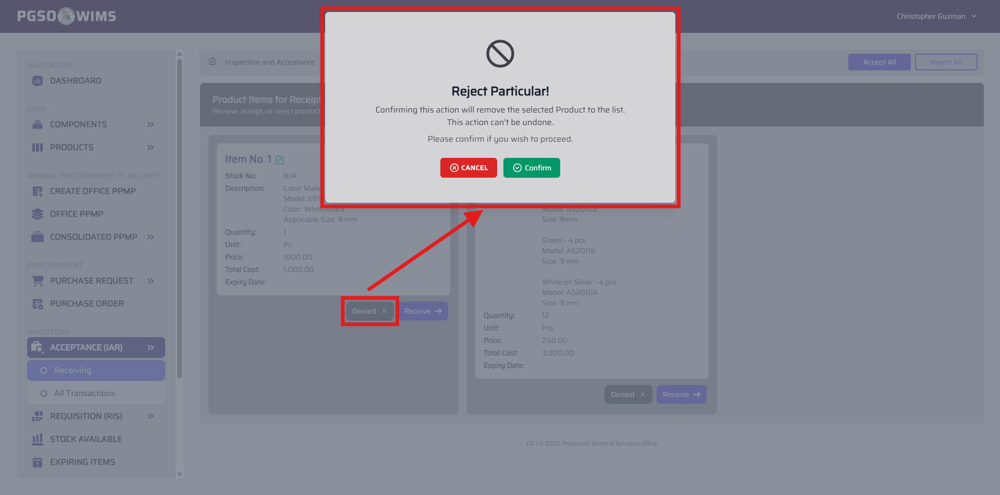 PGSO WIMS
Christopher Guzman
NAVIGATION
DASHBOARD
CORE
COMPONENTS
PRODUCTS
ANNUAL PROCUREMENT PLAN (APP)
CREATE OFFICE PPMP
OFFICE PPMP
CONSOLIDATED PPMP
PROCUREMENT
PURCHASE REQUEST
PURCHASE ORDER
INVENTORY
ACCEPTANCE (IAR)
Receiving
All Transactions
REQUISITION (RIS)
STOCK AVAILABLE
EXPIRING ITEMS
Inspection and Acceptance
Accept All
Reject All
Product Items for Receipt
Review, accept, or reject product
Reject Particular!
Confirming this action will remove the selected Product to the list.
This action can't be undone.
Please confirm if you wish to proceed.
CANCEL
Confirm
Item No. 1
Stock No: N/A
Description: Label Make
Model: E97
Color: White/Black
Applicable Size: 9 mm
Quantity: 1
Unit: Pc
Price: 1000.00
Total Cost: 1,000.00
Expiry Date:
Denied
Receive
Model: AS20102
Size: 9mm
Green - 4 pcs
Model: AS20116
Size: 9 mm
White on Silver - 4 pcs
Model: AS20104
Size: 9 mm
Quantity: 12
Unit: Pcs
Price: 250.00
Total Cost: 3,000.00
Expiry Date:
Denied
Receive
CG | © 2025 Provincial General Services Office